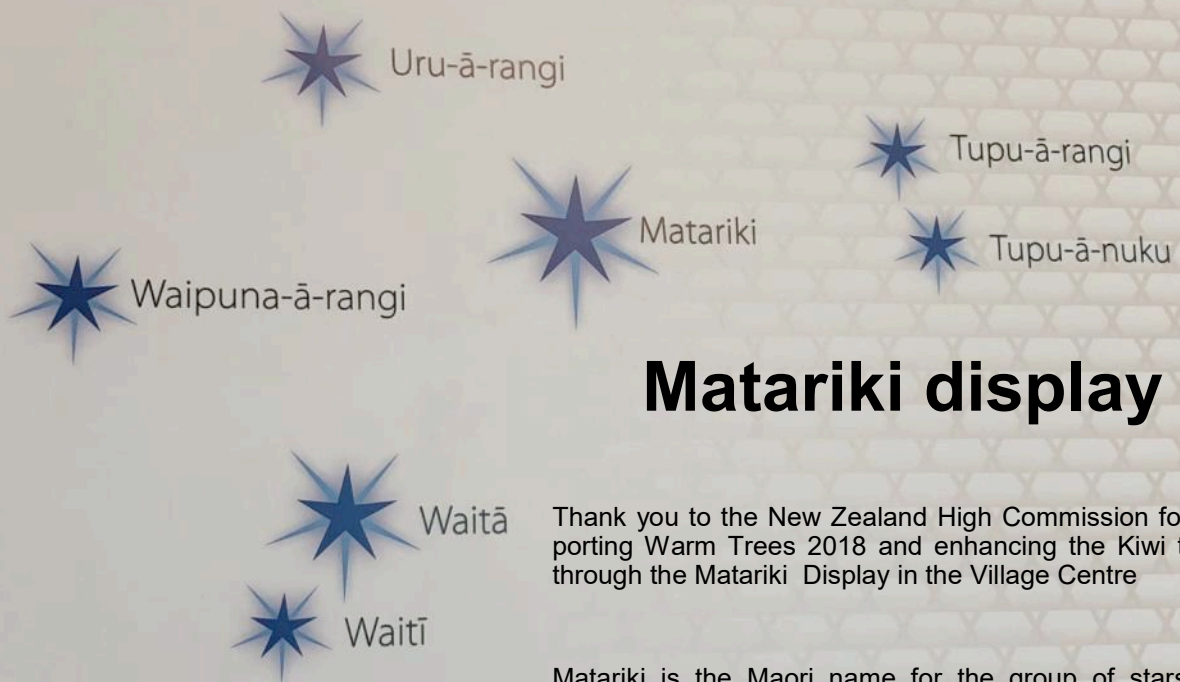 Uru-ā-rangi
Tupu-ā-rangi
Matariki
Tupu-ā-nuku
Waipuna-ā-rangi
Matariki display
Waitā
Thank you to the New Zealand High Commission fo
porting Warm Trees 2018 and enhancing the Kiwi t
through the Matariki Display in the Village Centre
Waitī
Matariki is the Maori name for the group of stars